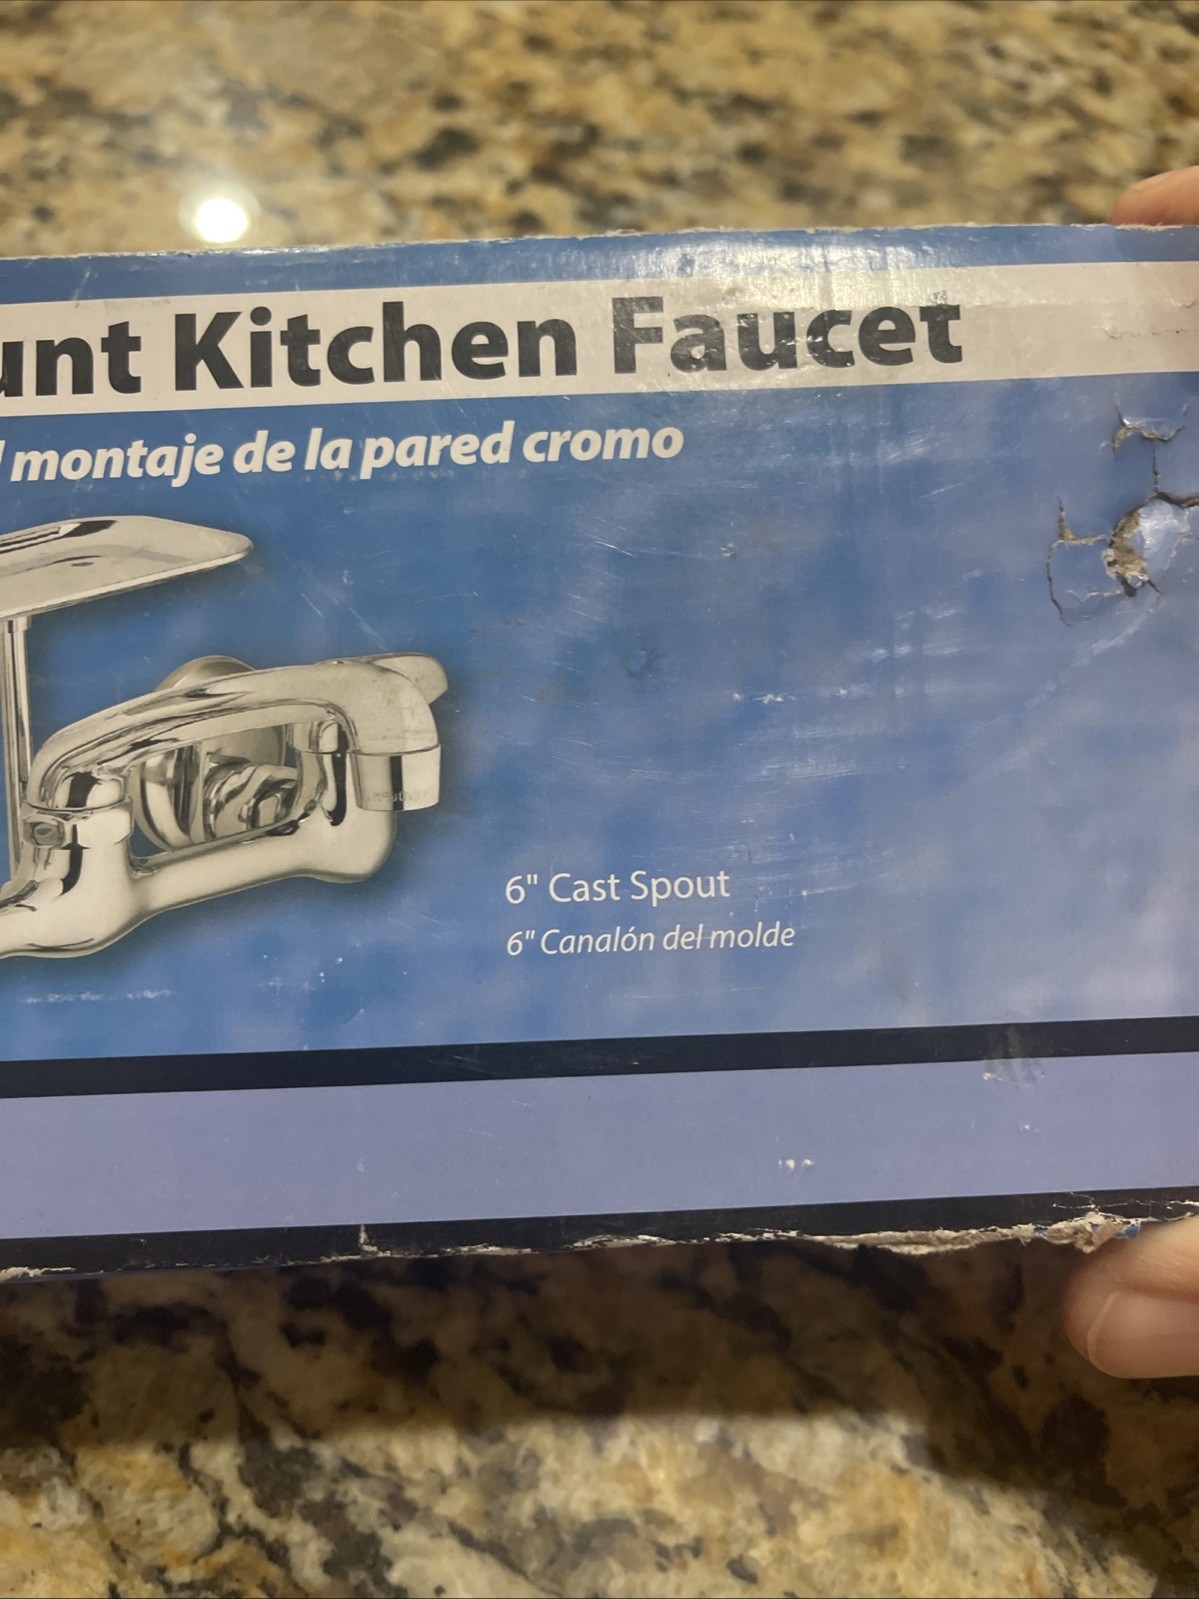 unt Kitchen Faucet
l montaje de la pared cromo
6" Cast Spout
6" Canalón del molde